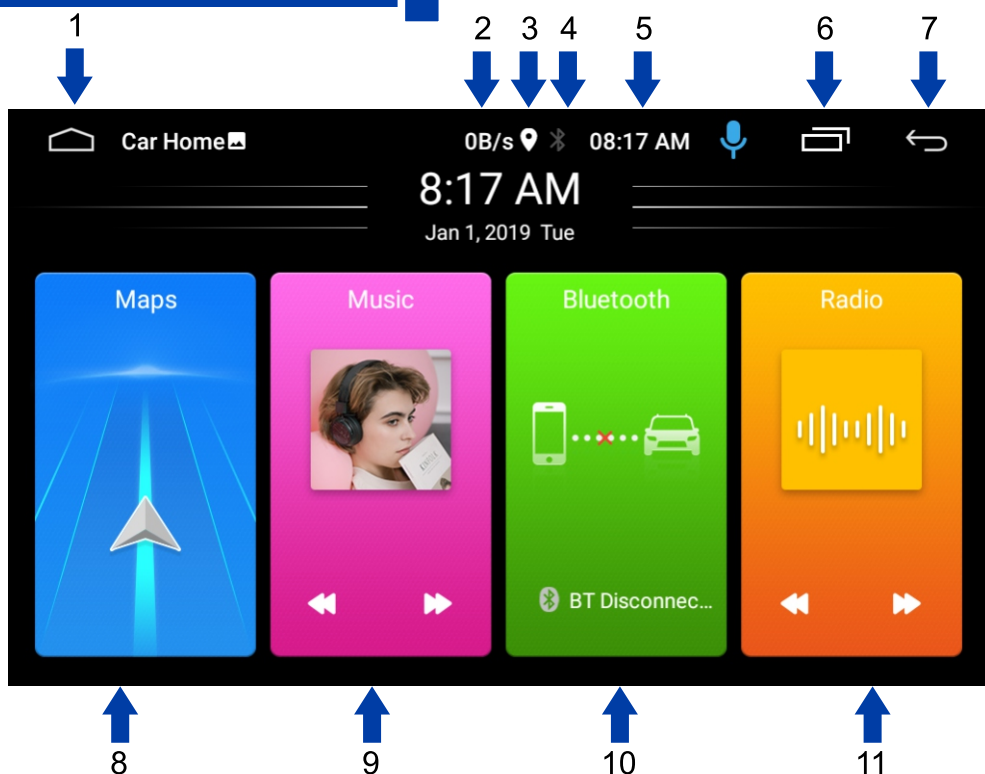 1 2 3 4 5 6 7
Car Home 0B/s 08:17 AM
8:17 AM
Jan 1, 2019 Tue
Maps Music Bluetooth Radio
BT Disconnec...
8 9 10 11